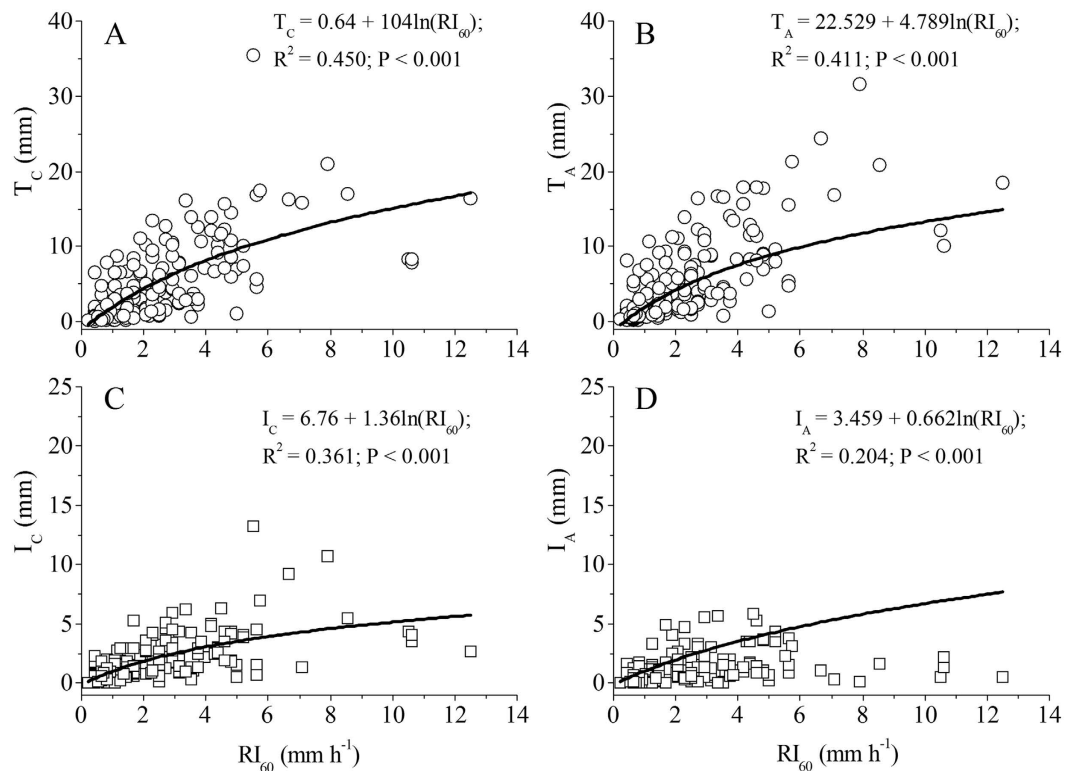 A
T_C = 0.64 + 104ln(RI_60);
R^2 = 0.450; P < 0.001
T_C (mm)
40
30
20
10
0
0 2 4 6 8 10 12 14
B
T_A = 22.529 + 4.789ln(RI_60);
R^2 = 0.411; P < 0.001
T_A (mm)
40
30
20
10
0
0 2 4 6 8 10 12 14
C
I_C = 6.76 + 1.36ln(RI_60);
R^2 = 0.361; P < 0.001
I_C (mm)
25
20
15
10
5
0
0 2 4 6 8 10 12 14
RI_60 (mm h^-1)
D
I_A = 3.459 + 0.662ln(RI_60);
R^2 = 0.204; P < 0.001
I_A (mm)
25
20
15
10
5
0
0 2 4 6 8 10 12 14
RI_60 (mm h^-1)